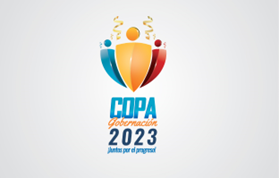 COPA
Gobernación
2023
¡Juntos por el progreso!